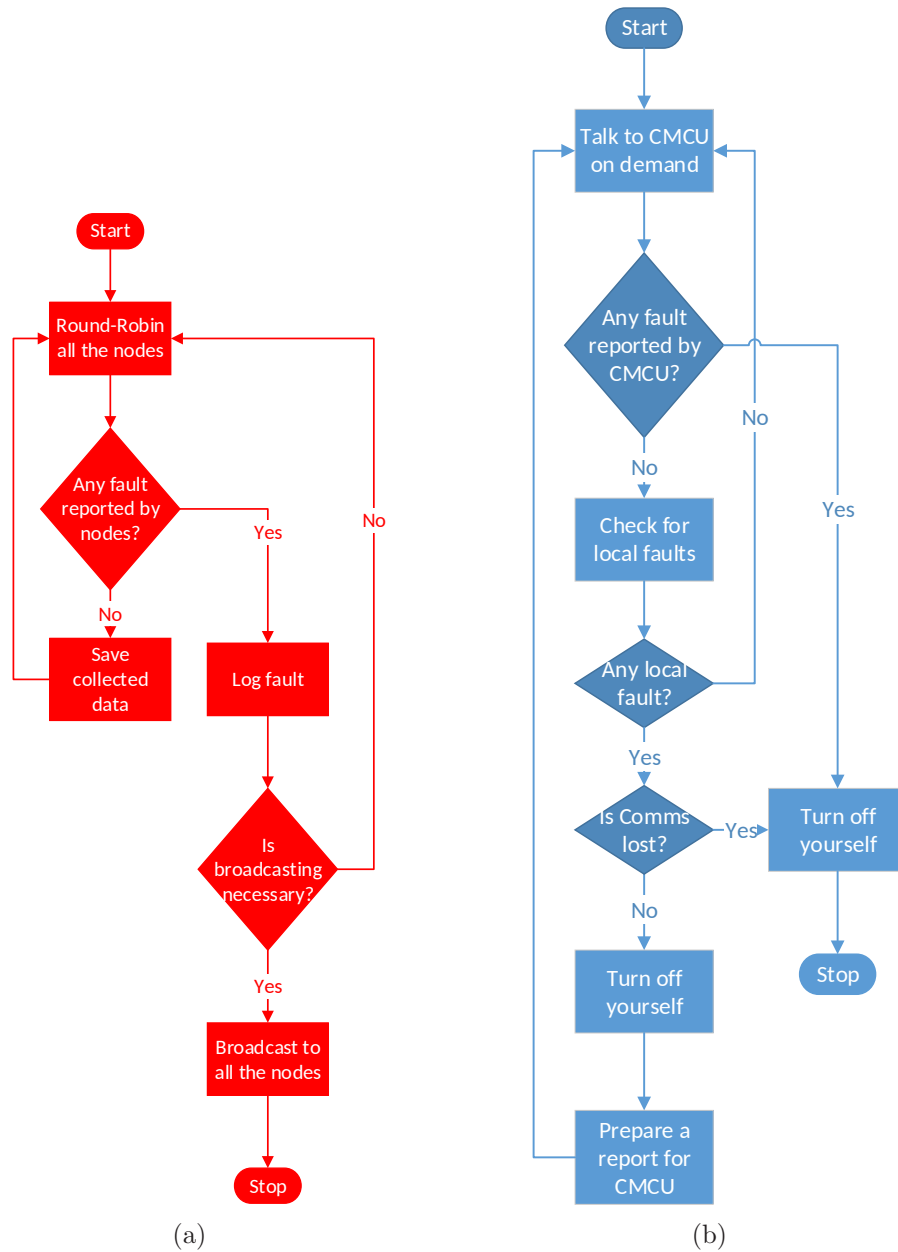 Start
Round-Robin
all the nodes
Any fault
reported by
nodes?
Yes
No
No
Save
collected
data
Log fault
Is
broadcasting
necessary?
Yes
Broadcast to
all the nodes
Stop
(a)
Start
Talk to CMCU
on demand
Any fault
reported by
CMCU?
No
No
Yes
Check for
local faults
Any local
fault?
Yes
Is Comms
lost?
Yes
Turn off
yourself
No
Stop
Turn off
yourself
Prepare a
report for
CMCU
(b)